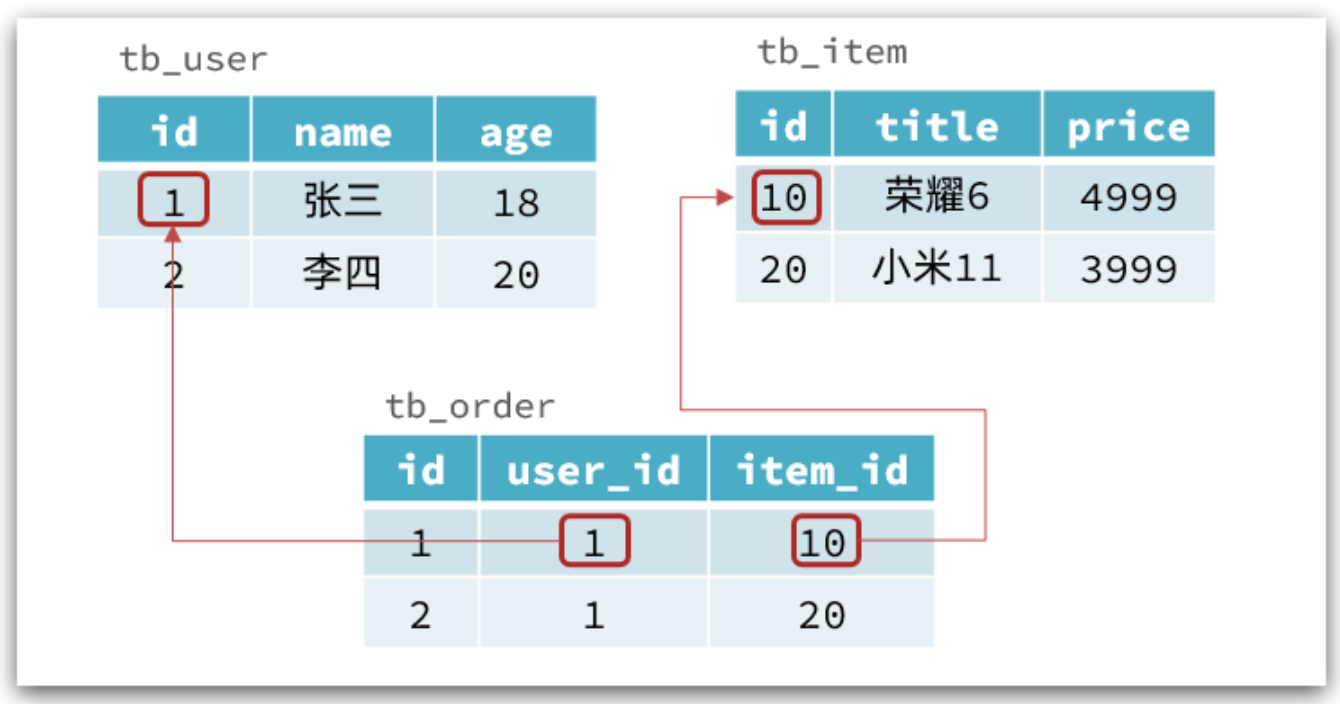 tb_user
id name age
1 张三 18
2 李四 20
tb_item
id title price
10 荣耀6 4999
20 小米11 3999
tb_order
id user_id item_id
1 1 10
2 1 20